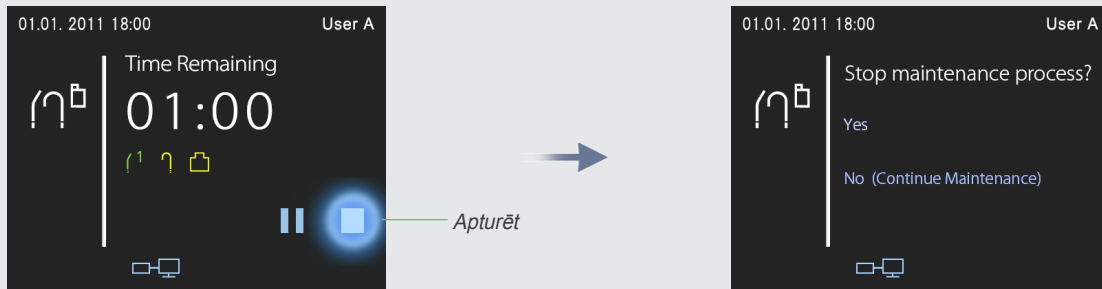 01.01. 2011 18:00 User A
Time Remaining
01:00
1
Apturēt
01.01. 2011 18:00 User A
Stop maintenance process?
Yes
No (Continue Maintenance)